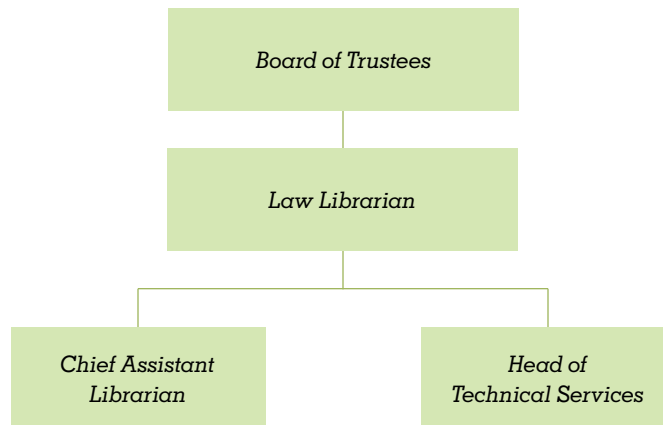 Board of Trustees
Law Librarian
Chief Assistant
Librarian
Head of
Technical Services